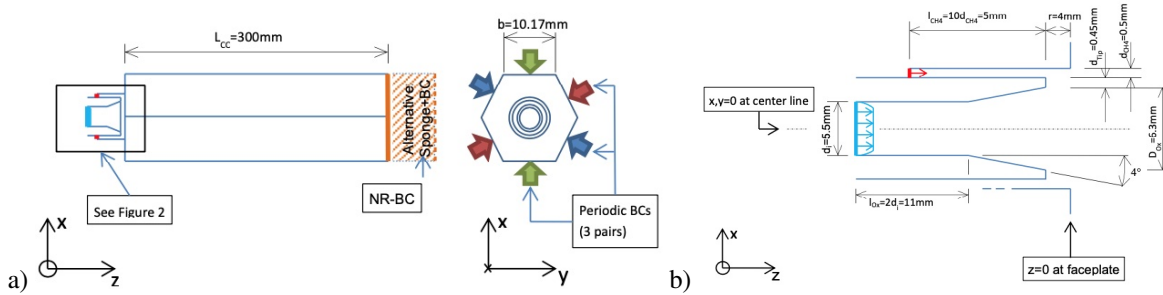 L_CC=300mm
b=10.17mm
Alternative
Sponge+BC
See Figure 2
NR-BC
Periodic BCs
(3 pairs)
x
z
x
y
a)
l_CH4=10d_CH4=5mm
r=4mm
d_Tip=0.45mm
d_CH4=0.5mm
x,y=0 at center line
d_i=5.5mm
D_Ox=6.3mm
4°
l_Ox=2d_i=11mm
x
z
z=0 at faceplate
b)